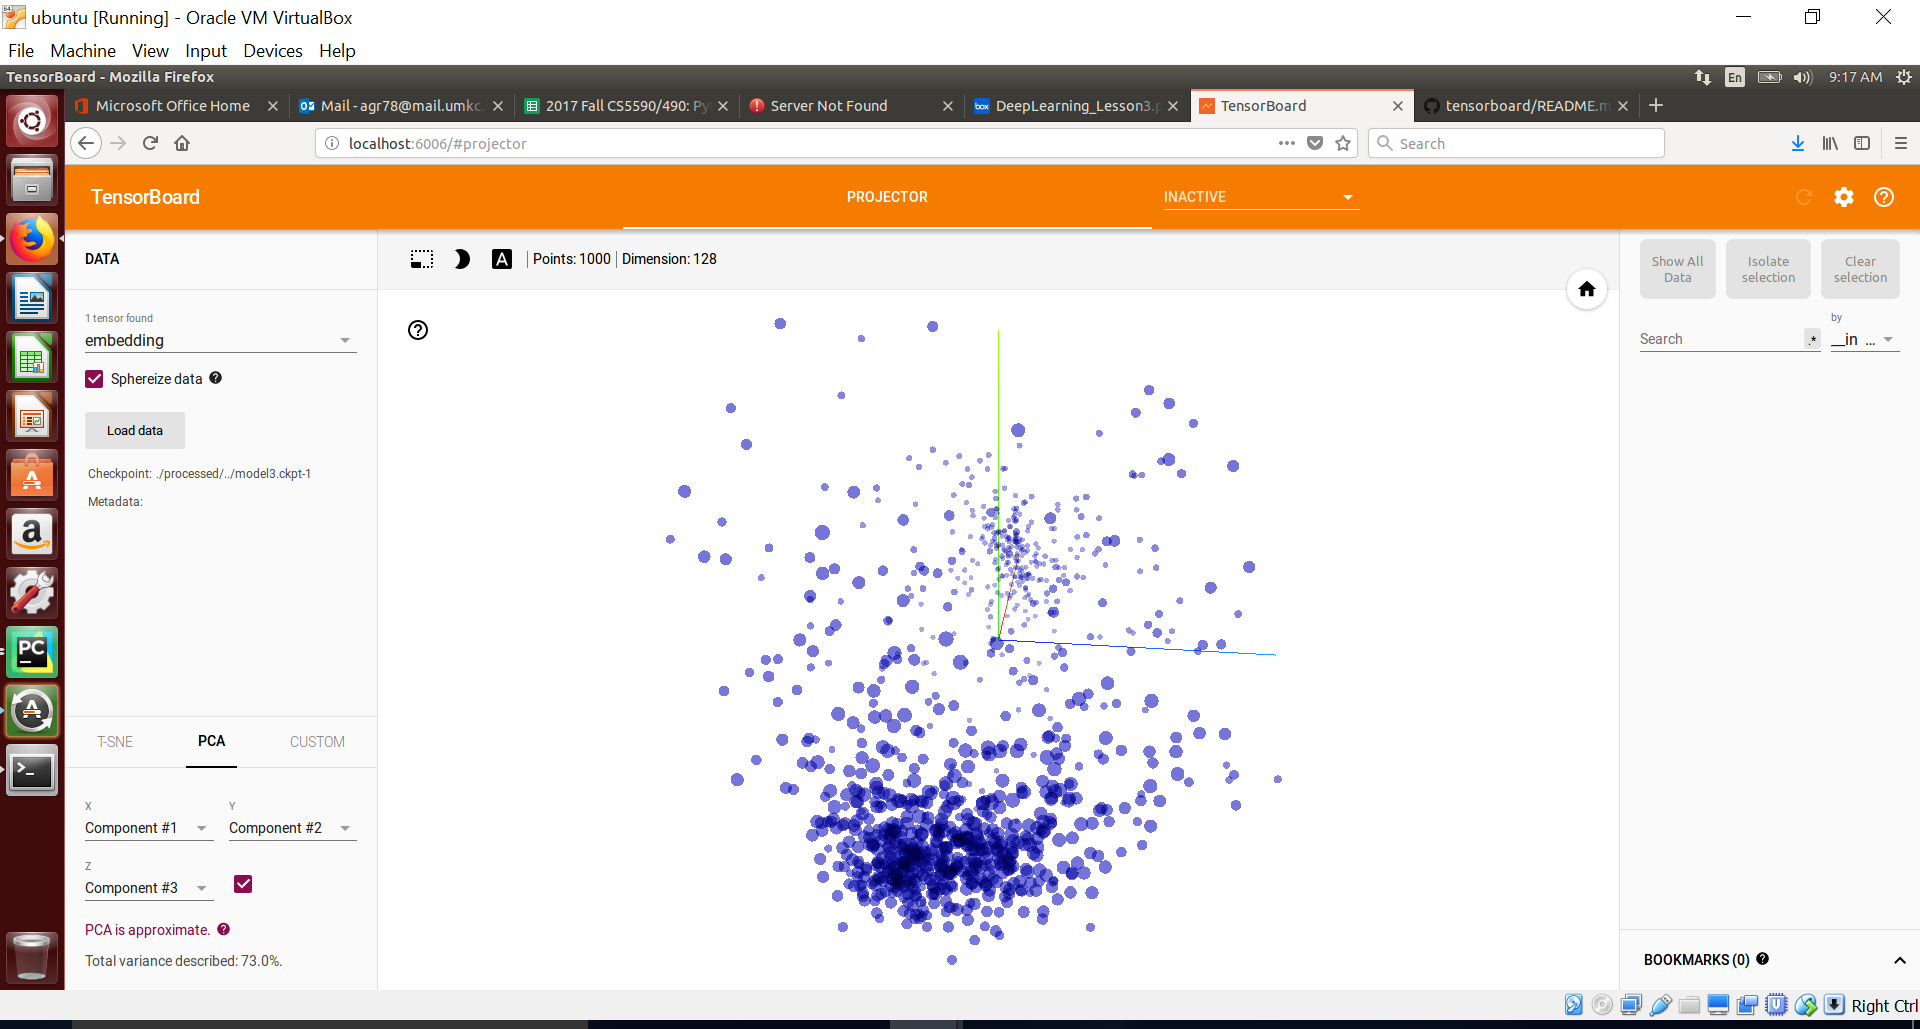 ubuntu [Running] - Oracle VM VirtualBox
File Machine View Input Devices Help
TensorBoard - Mozilla Firefox
En
9:17 AM
Microsoft Office Home
Mail - agr78@mail.umkc.
2017 Fall CS5590/490: Py
Server Not Found
box
DeepLearning_Lesson3.p
TensorBoard
tensorboard/README.m
localhost:6006/#projector
Search
TensorBoard
PROJECTOR
INACTIVE
DATA
A
Points: 1000
Dimension: 128
Show All Data
Isolate selection
Clear selection
1 tensor found
embedding
Search
.*
by
__in ...
Sphereize data
Load data
Checkpoint: ./processed/../model3.ckpt-1
Metadata:
PC
T-SNE
PCA
CUSTOM
X
Y
Component #1
Component #2
Z
Component #3
PCA is approximate.
Total variance described: 73.0%.
BOOKMARKS (0)
Right Ctrl